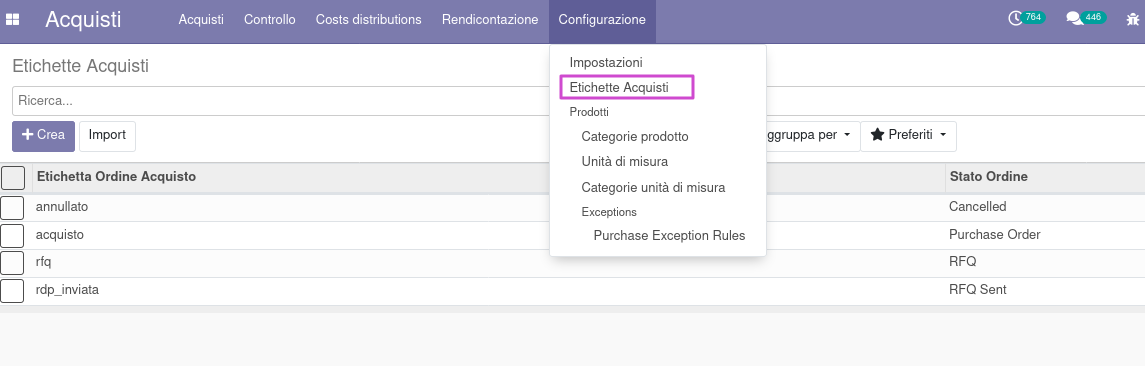 Acquisti Acquisti Controllo Costs distributions Rendicontazione Configurazione 764 446
Etichette Acquisti
Ricerca...
Crea Import
ggruppa per Preferiti
Impostazioni
Etichette Acquisti
Prodotti
Categorie prodotto
Unità di misura
Categorie unità di misura
Exceptions
Purchase Exception Rules
Etichetta Ordine Acquisto Stato Ordine
annullato Cancelled
acquisto Purchase Order
rfq RFQ
rdp_inviata RFQ Sent